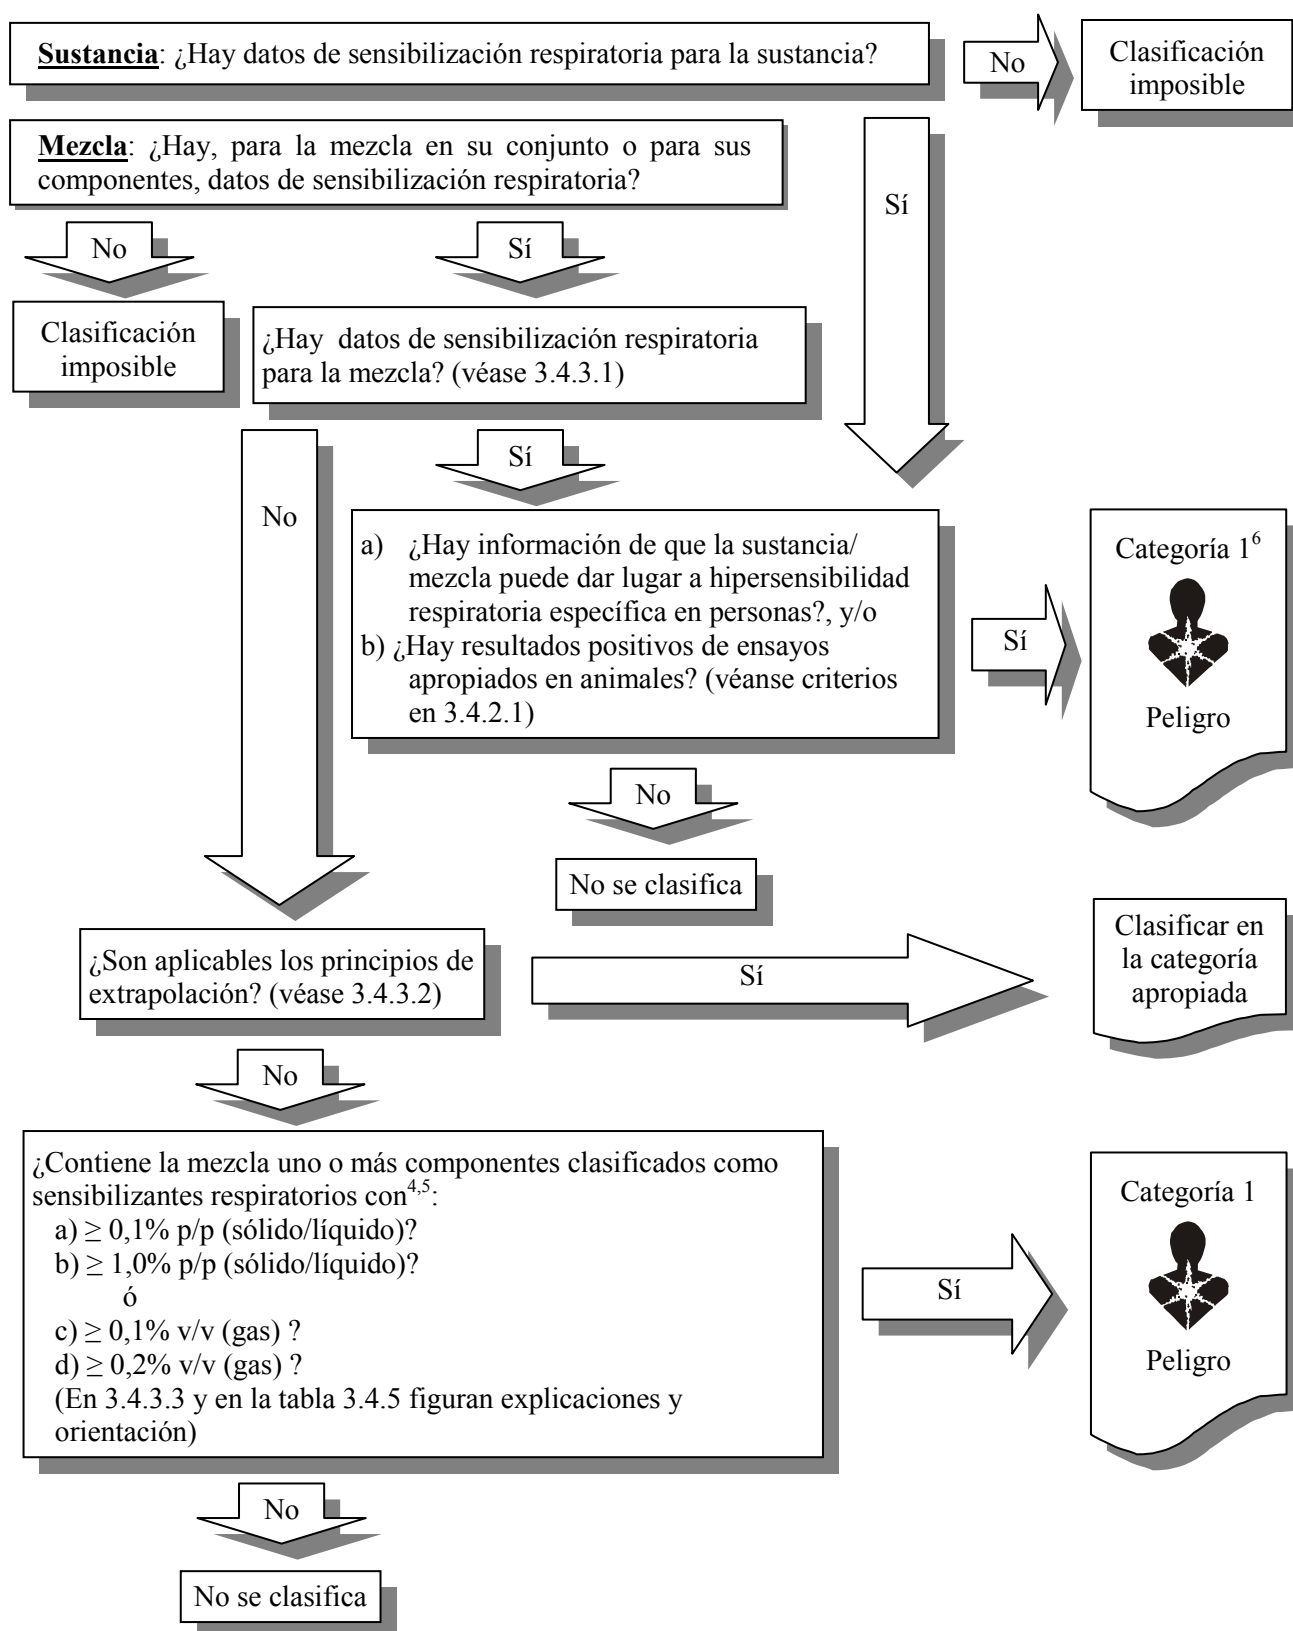 Sustancia: ¿Hay datos de sensibilización respiratoria para la sustancia?
No
Clasificación
imposible
Mezcla: ¿Hay, para la mezcla en su conjunto o para sus
componentes, datos de sensibilización respiratoria?
Sí
No
Sí
Clasificación
imposible
¿Hay datos de sensibilización respiratoria
para la mezcla? (véase 3.4.3.1)
No
Sí
a) ¿Hay información de que la sustancia/
mezcla puede dar lugar a hipersensibilidad
respiratoria específica en personas?, y/o
b) ¿Hay resultados positivos de ensayos
apropiados en animales? (véanse criterios
en 3.4.2.1)
Sí
Categoría 1⁶
Peligro
No
No se clasifica
¿Son aplicables los principios de
extrapolación? (véase 3.4.3.2)
Sí
Clasificar en
la categoría
apropiada
No
¿Contiene la mezcla uno o más componentes clasificados como
sensibilizantes respiratorios con⁴,⁵:
a) ≥ 0,1% p/p (sólido/líquido)?
b) ≥ 1,0% p/p (sólido/líquido)?
ó
c) ≥ 0,1% v/v (gas) ?
d) ≥ 0,2% v/v (gas) ?
(En 3.4.3.3 y en la tabla 3.4.5 figuran explicaciones y
orientación)
Sí
Categoría 1
Peligro
No
No se clasifica